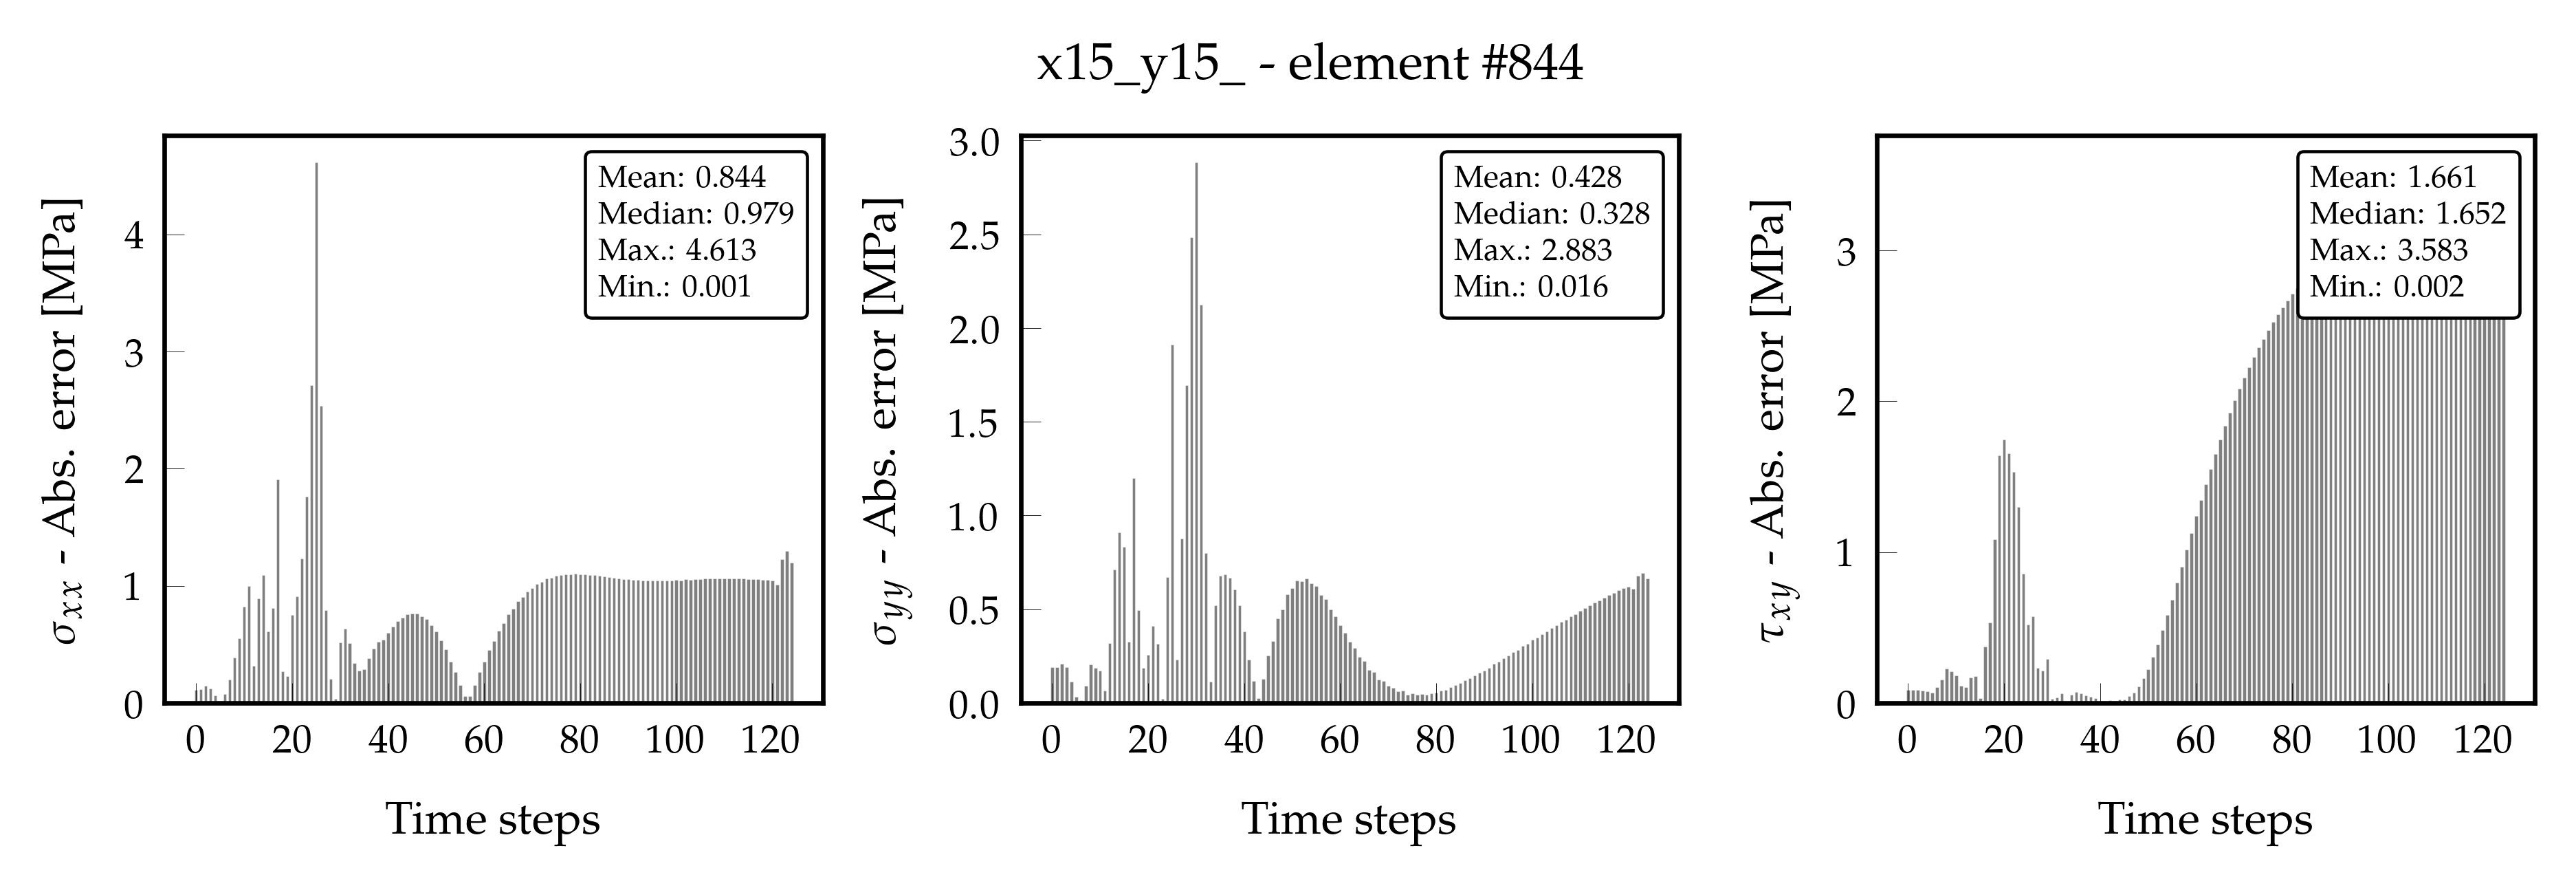 x15_y15_ - element #844
σxx - Abs. error [MPa]
4
3
2
1
0
Mean: 0.844
Median: 0.979
Max.: 4.613
Min.: 0.001
0 20 40 60 80 100 120
Time steps
σyy - Abs. error [MPa]
3.0
2.5
2.0
1.5
1.0
0.5
0.0
Mean: 0.428
Median: 0.328
Max.: 2.883
Min.: 0.016
0 20 40 60 80 100 120
Time steps
τxy - Abs. error [MPa]
3
2
1
0
Mean: 1.661
Median: 1.652
Max.: 3.583
Min.: 0.002
0 20 40 60 80 100 120
Time steps